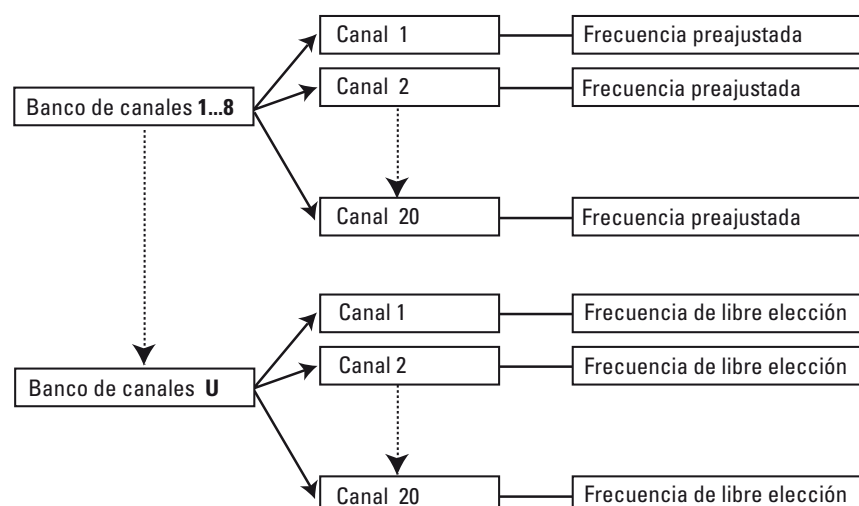 Canal 1
Frecuencia preajustada
Canal 2
Frecuencia preajustada
Banco de canales 1...8
Canal 20
Frecuencia preajustada
Canal 1
Frecuencia de libre elección
Canal 2
Frecuencia de libre elección
Banco de canales U
Canal 20
Frecuencia de libre elección